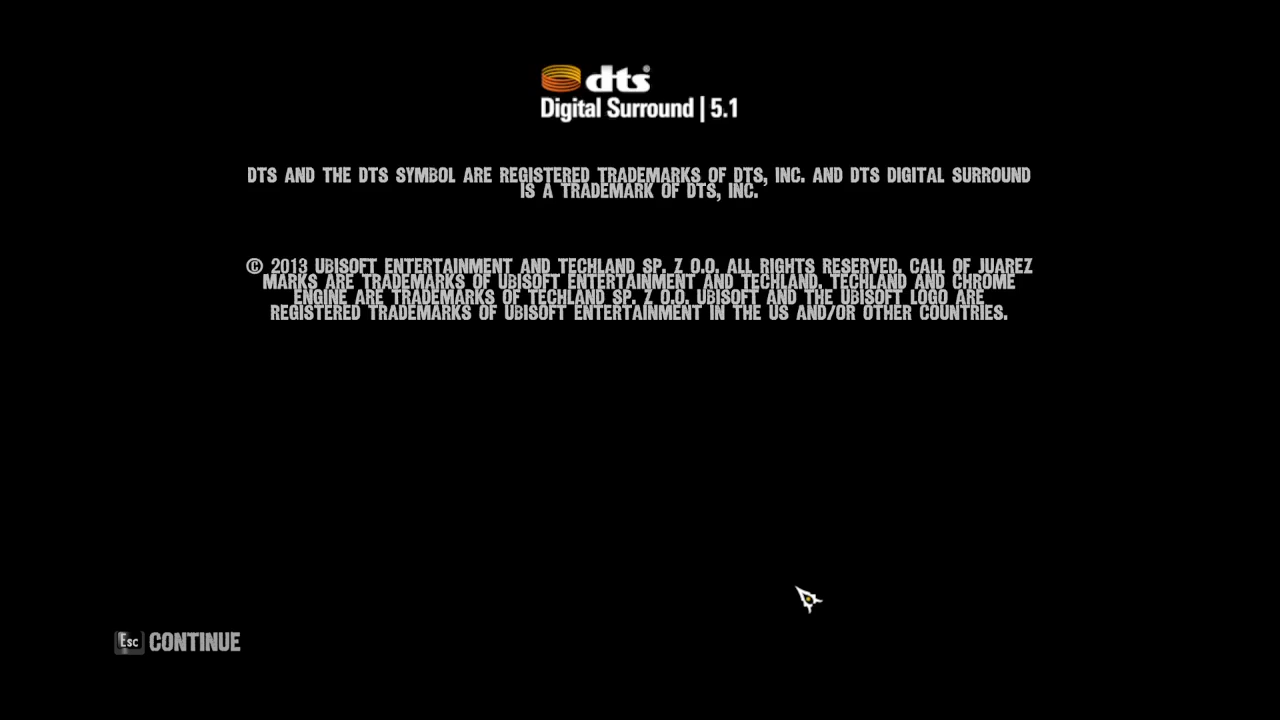 dts®
Digital Surround | 5.1
DTS AND THE DTS SYMBOL ARE REGISTERED TRADEMARKS OF DTS, INC. AND DTS DIGITAL SURROUND
IS A TRADEMARK OF DTS, INC.
© 2013 UBISOFT ENTERTAINMENT AND TECHLAND SP. Z O.O. ALL RIGHTS RESERVED. CALL OF JUAREZ
MARKS ARE TRADEMARKS OF UBISOFT ENTERTAINMENT AND TECHLAND. TECHLAND AND CHROME
ENGINE ARE TRADEMARKS OF TECHLAND SP. Z O.O. UBISOFT AND THE UBISOFT LOGO ARE
REGISTERED TRADEMARKS OF UBISOFT ENTERTAINMENT IN THE US AND/OR OTHER COUNTRIES.
Esc CONTINUE